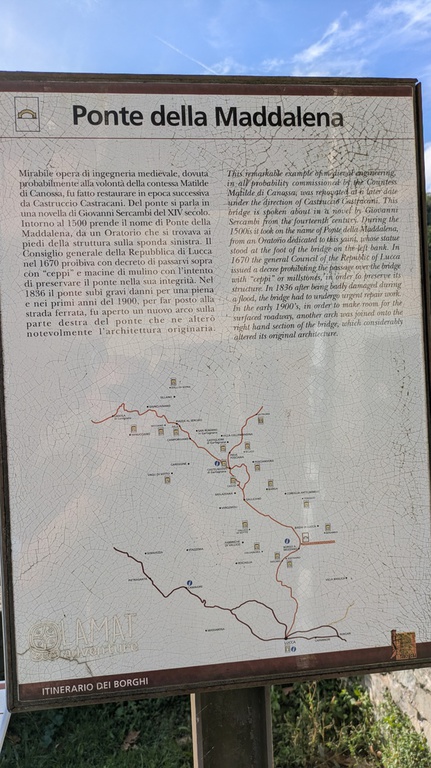 Ponte della Maddalena
Mirabile opera di ingegneria medievale, dovuta
probabilmente alla volontà della contessa Matilde
di Canossa, fu fatto restaurare in epoca successiva
da Castruccio Castracani. Del ponte si parla in
una novella di Giovanni Sercambi del XIV secolo.
Intorno al 1500 prende il nome di Ponte della
Maddalena, da un Oratorio che si trovava ai
piedi della struttura sulla sponda sinistra. Il
Consiglio generale della Repubblica di Lucca
nel 1670 proibiva con decreto di passarvi sopra
con "ceppi" e macine di mulino con l'intento
di preservare il ponte nella sua integrità. Nel
1836 il ponte subì gravi danni per una piena
e nei primi anni del 1900, per far posto alla
strada ferrata, fu aperto un nuovo arco sulla
parte destra del ponte che ne alterò
notevolmente l'architettura originaria.
This remarkable example of medieval engineering,
in all probability commissioned by the Countess
Matilde di Canossa, was repaired at a later date
under the direction of Castruccio Castracani. This
bridge is spoken about in a novel by Giovanni
Sercambi from the fourteenth century. During the
1500s it took on the name of Ponte della Maddalena,
from an Oratorio dedicated to this saint, whose statue
stood at the foot of the bridge on the left bank. In
1670 the general Council of the Republic of Lucca
issued a decree prohibiting the passage over the bridge
with "ceppi" or millstones, in order to preserve its
structure. In 1836 after being badly damaged during
a flood, the bridge had to undergo urgent repair work.
In the early 1900's, in order to make room for the
surfaced roadway, another arch was joined onto the
right hand section of the bridge, which considerably
altered its original architecture.
LUCCA
ITINERARIO DEI BORGHI